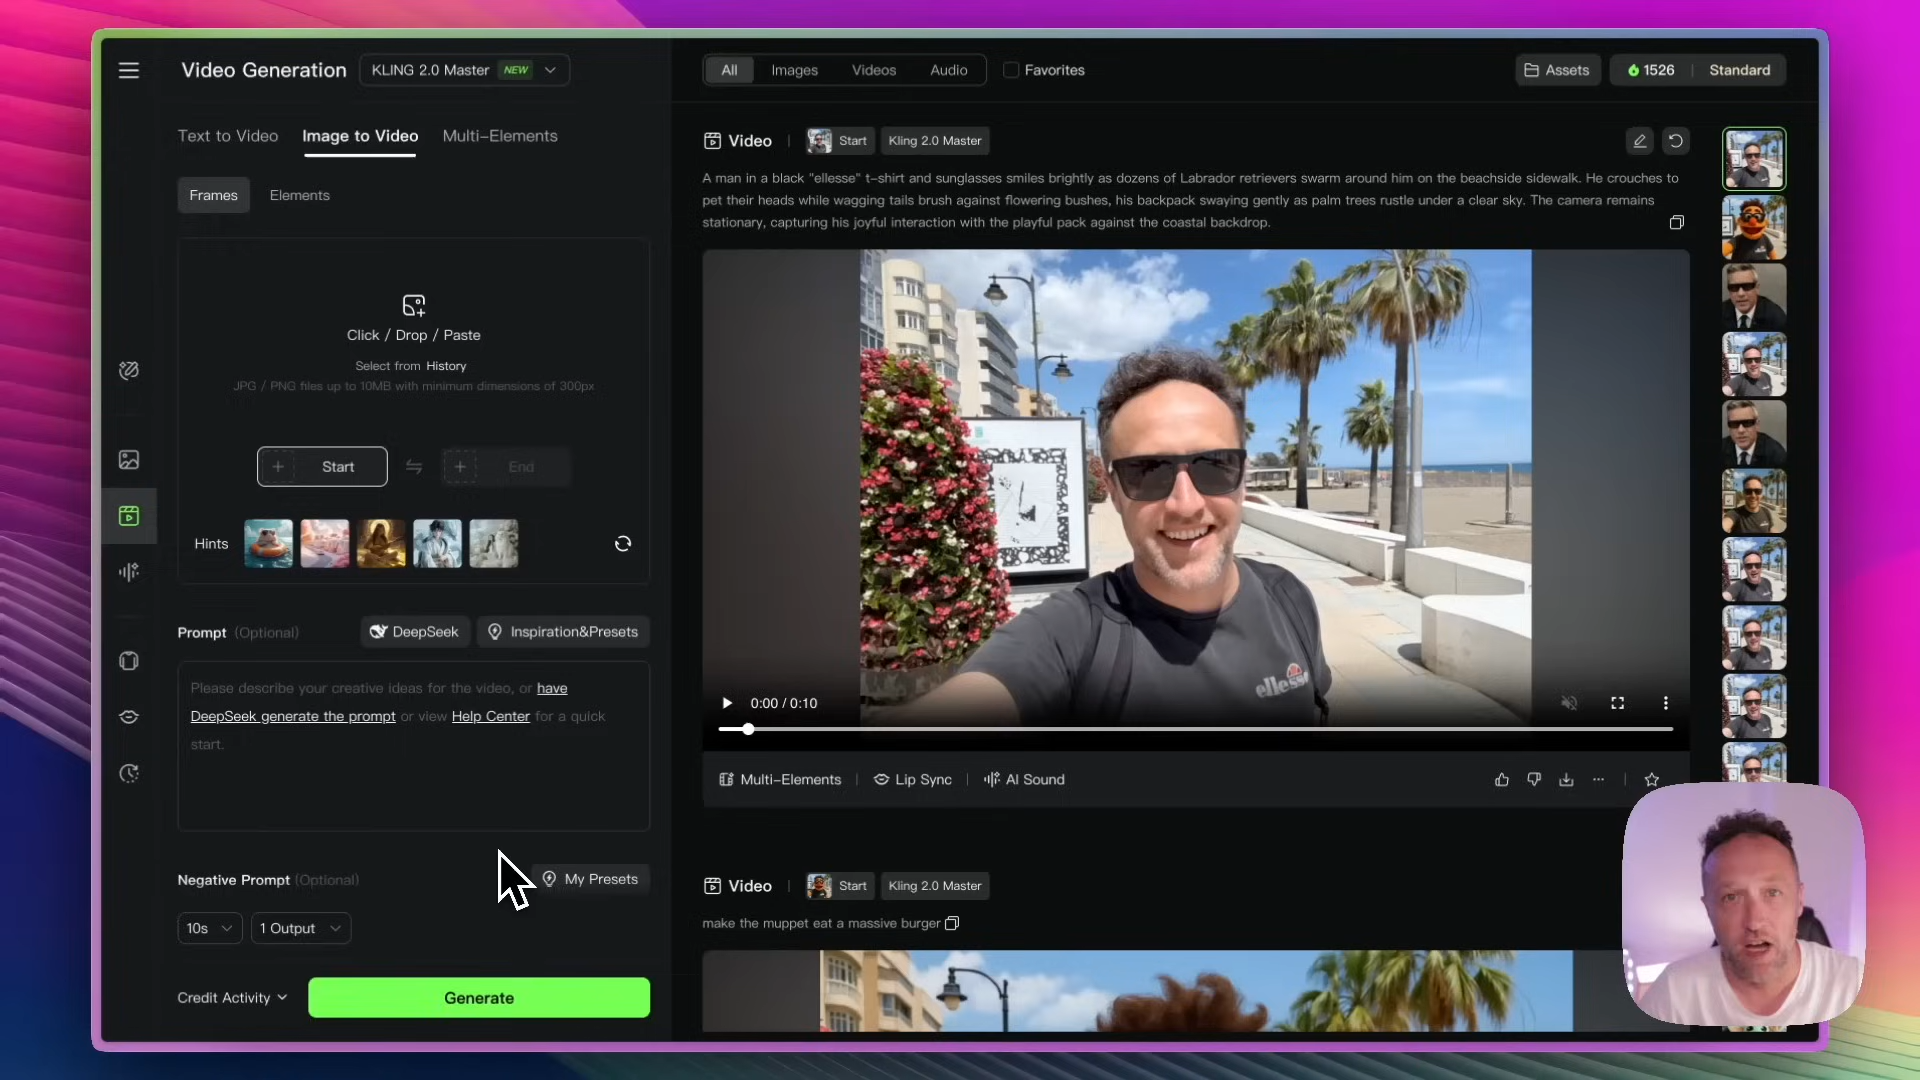 Video Generation
KLING 2.0 Master NEW
All
Images
Videos
Audio
Favorites
Assets
1526
Standard
Text to Video
Image to Video
Multi-Elements
Frames
Elements
Click / Drop / Paste
Select from History
JPG / PNG files up to 10MB with minimum dimensions of 300px
Start
End
Hints
Prompt (Optional)
DeepSeek
Inspiration&Presets
Please describe your creative ideas for the video, or have
DeepSeek generate the prompt or view Help Center for a quick
start.
Negative Prompt (Optional)
My Presets
10s
1 Output
Credit Activity
Generate
Video
Start
Kling 2.0 Master
A man in a black "ellesse" t-shirt and sunglasses smiles brightly as dozens of Labrador retrievers swarm around him on the beachside sidewalk. He crouches to
pet their heads while wagging tails brush against flowering bushes, his backpack swaying gently as palm trees rustle under a clear sky. The camera remains
stationary, capturing his joyful interaction with the playful pack against the coastal backdrop.
ellesse
0:00 / 0:10
Multi-Elements
Lip Sync
AI Sound
Video
Start
Kling 2.0 Master
make the muppet eat a massive burger